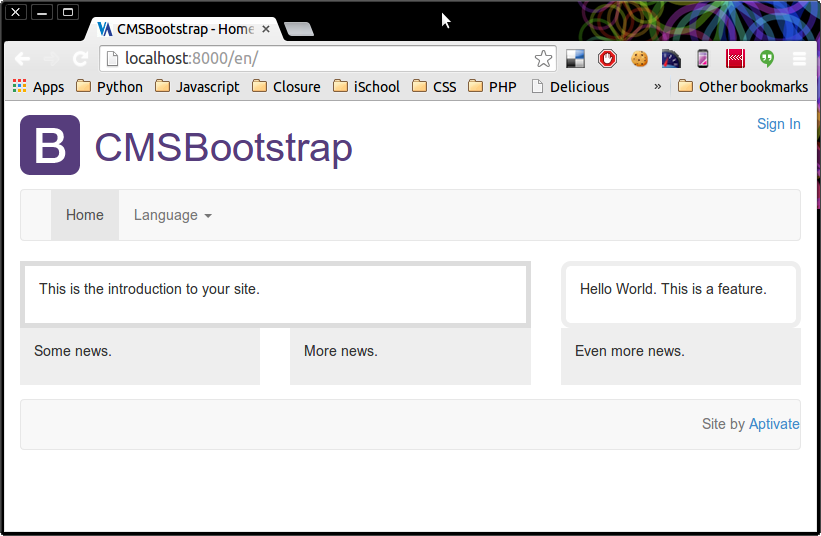 CMSBootstrap - Home
localhost:8000/en/
Apps Python Javascript Closure iSchool CSS PHP Delicious » Other bookmarks
Sign In
B CMSBootstrap
Home Language
This is the introduction to your site.
Hello World. This is a feature.
Some news. More news. Even more news.
Site by Aptivate